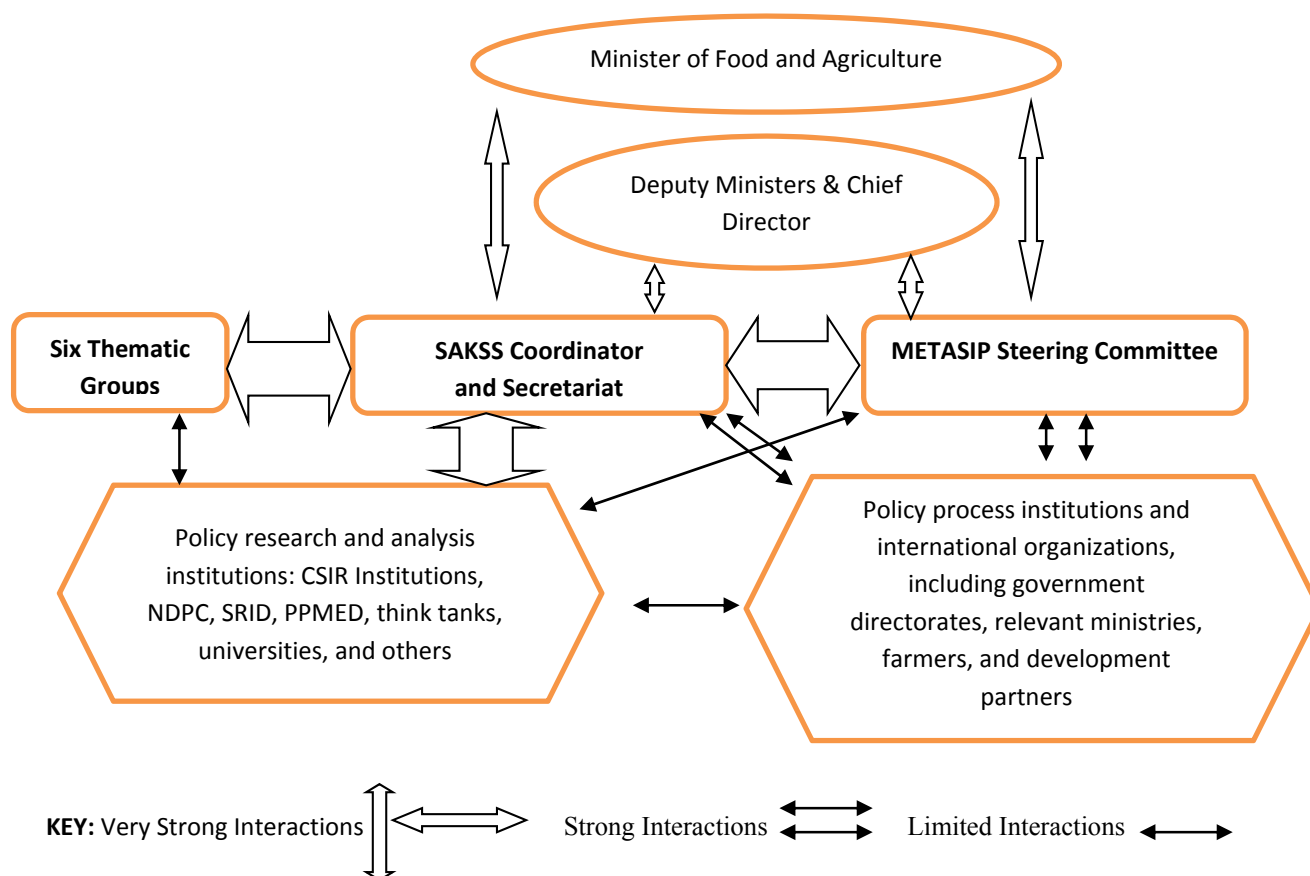 Minister of Food and Agriculture
Deputy Ministers & Chief
Director
Six Thematic
Groups
SAKSS Coordinator
and Secretariat
METASIP Steering Committee
Policy research and analysis
institutions: CSIR Institutions,
NDPC, SRID, PPMED, think tanks,
universities, and others
Policy process institutions and
international organizations,
including government
directorates, relevant ministries,
farmers, and development
partners
KEY: Very Strong Interactions
Strong Interactions
Limited Interactions